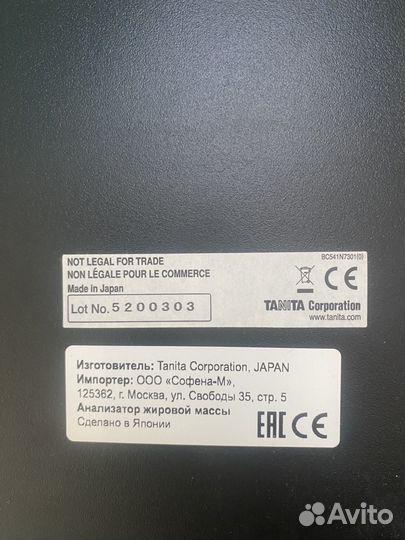 NOT LEGAL FOR TRADE
NON LÉGALE POUR LE COMMERCE
Made in Japan
Lot No. 5200303
BC541N7301(0)
CE
TANITA Corporation
www.tanita.com
Изготовитель: Tanita Corporation, JAPAN
Импортер: ООО «Софена-М»,
125362, г. Москва, ул. Свободы 35, стр. 5
Анализатор жировой массы
Сделано в Японии
EAC CE
Avito